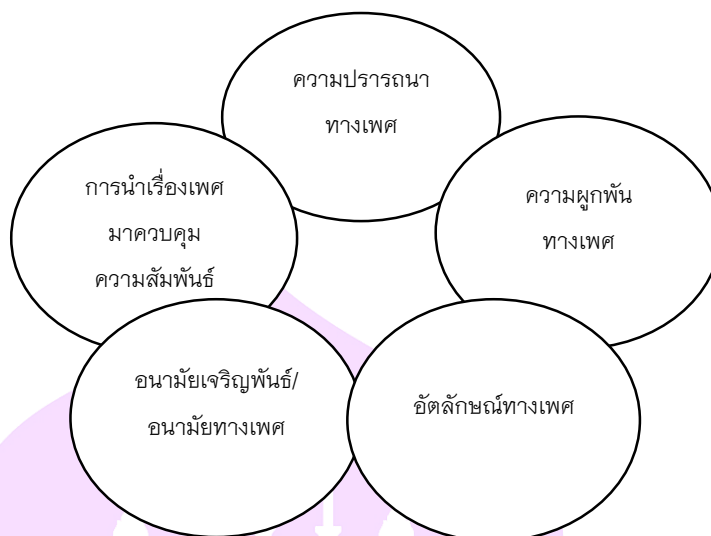 ความปรารถนา
ทางเพศ
การนำเรื่องเพศ
มาควบคุม
ความสัมพันธ์
ความผูกพัน
ทางเพศ
อนามัยเจริญพันธ์/
อนามัยทางเพศ
อัตลักษณ์ทางเพศ